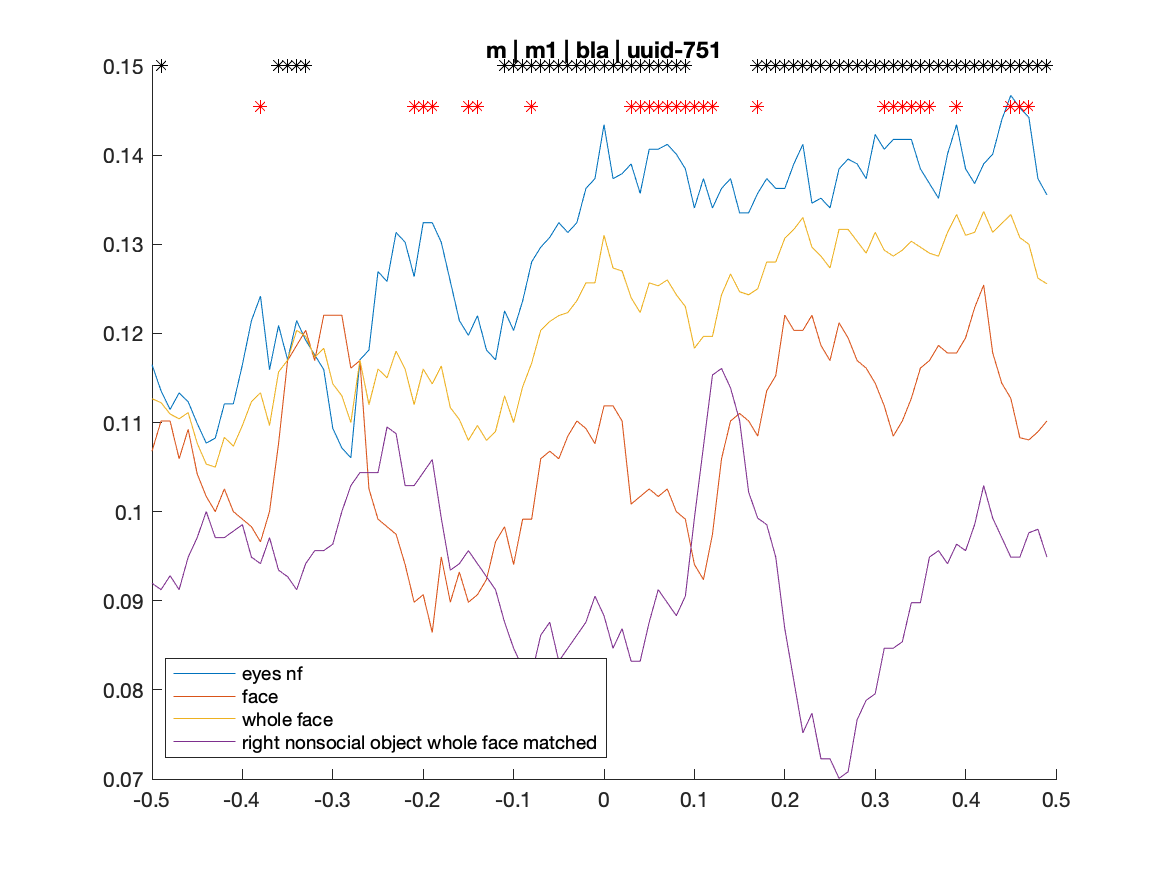 m | m1 | bla | uuid-751
0.15
0.14
0.13
0.12
0.11
0.1
0.09
0.08
0.07
eyes nf
face
whole face
right nonsocial object whole face matched
-0.5 -0.4 -0.3 -0.2 -0.1 0 0.1 0.2 0.3 0.4 0.5